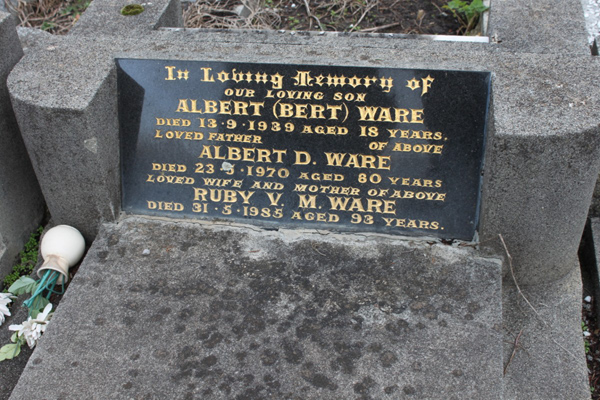 In Loving Memory of
OUR LOVING SON
ALBERT (BERT) WARE
DIED 13·9·1939 AGED 18 YEARS.
LOVED FATHER OF ABOVE
ALBERT D. WARE
DIED 23·5·1970 AGED 80 YEARS
LOVED WIFE AND MOTHER OF ABOVE
RUBY V. M. WARE
DIED 31·5·1985 AGED 93 YEARS.